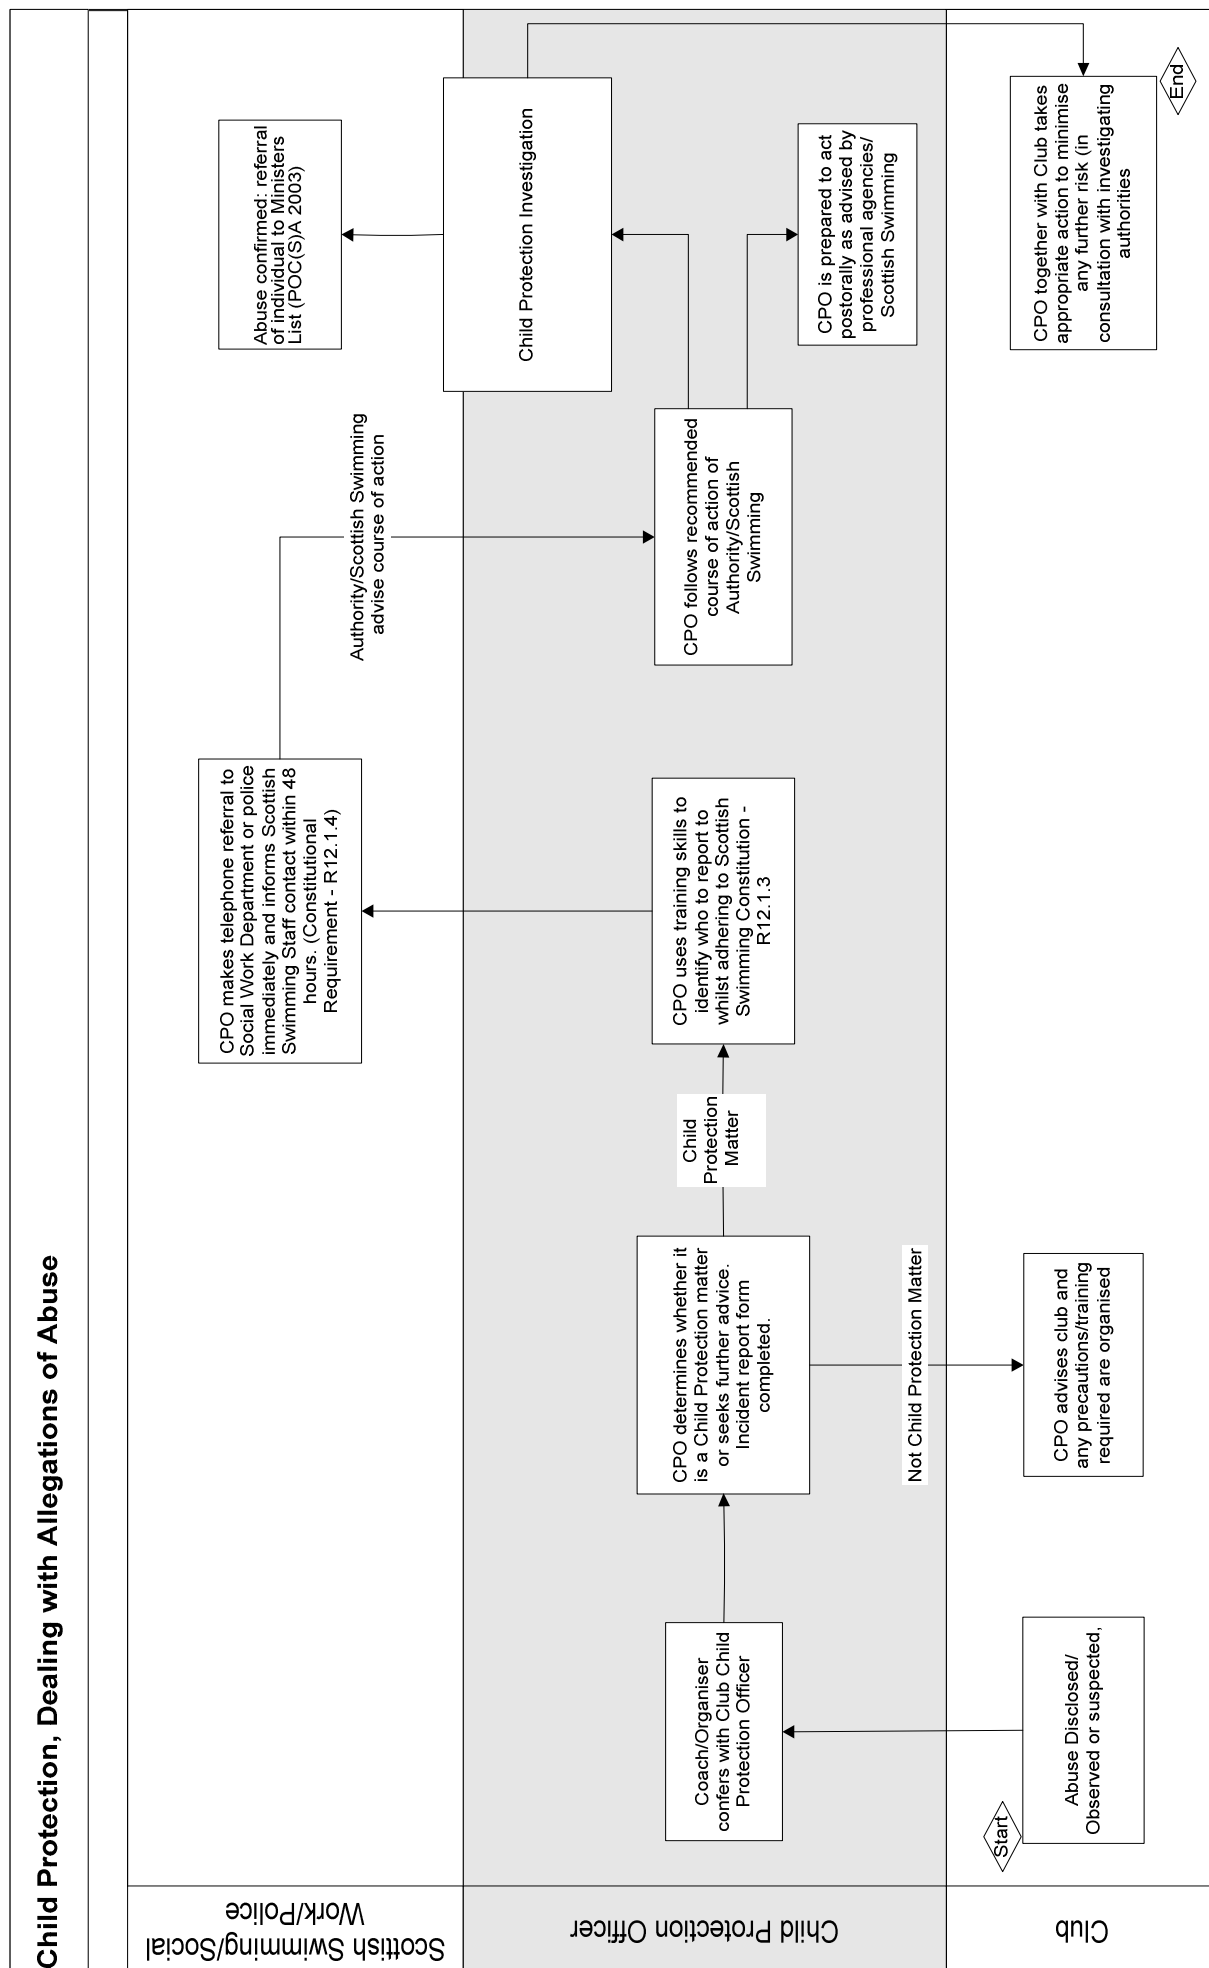 Child Protection, Dealing with Allegations of Abuse
Scottish Swimming/Social
Work/Police
Child Protection Officer
Club
Start
Abuse Disclosed/
Observed or suspected,
Coach/Organiser
confers with Club Child
Protection Officer
CPO determines whether it
is a Child Protection matter
or seeks further advice.
Incident report form
completed.
Not Child Protection Matter
CPO advises club and
any precautions/training
required are organised
Child
Protection
Matter
CPO uses training skills to
identify who to report to
whilst adhering to Scottish
Swimming Constitution -
R12.1.3
CPO makes telephone referral to
Social Work Department or police
immediately and informs Scottish
Swimming Staff contact within 48
hours. (Constitutional
Requirement - R12.1.4)
Authority/Scottish Swimming
advise course of action
CPO follows recommended
course of action of
Authority/Scottish
Swimming
Child Protection Investigation
Abuse confirmed: referral
of individual to Ministers
List (POC(S)A 2003)
CPO is prepared to act
postorally as advised by
professional agencies/
Scottish Swimming
CPO together with Club takes
appropriate action to minimise
any further risk (in
consultation with investigating
authorities
End